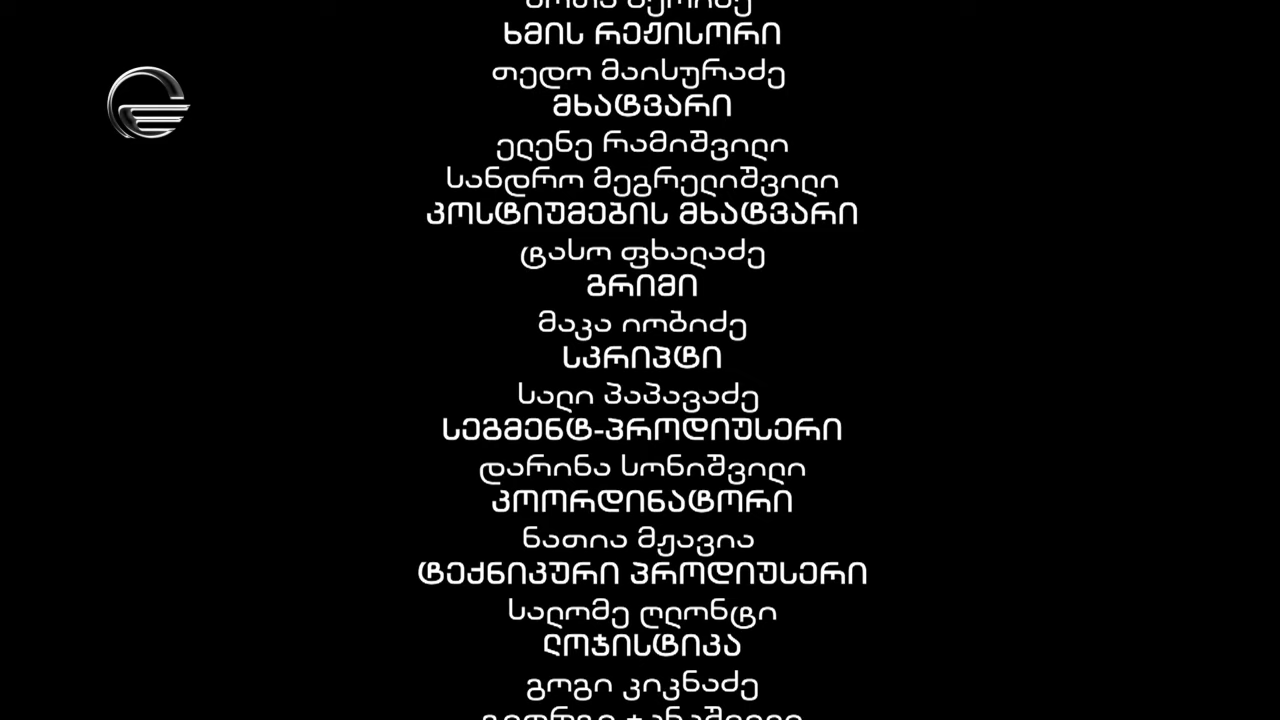 ხმის რეჟისორი
თედო მაისურაძე
მხატვარი
ელენე რამიშვილი
სანდრო მეგრელიშვილი
კოსტიუმების მხატვარი
ტასო ფხალაძე
გრიმი
მაკა იობიძე
სკრიპტი
სალი პაპავაძე
სეგმენტ-პროდიუსერი
დარინა სონიშვილი
კოორდინატორი
ნათია მჟავია
ტექნიკური პროდიუსერი
სალომე ღლონტი
ლოჯისტიკა
გოგი კიკნაძე